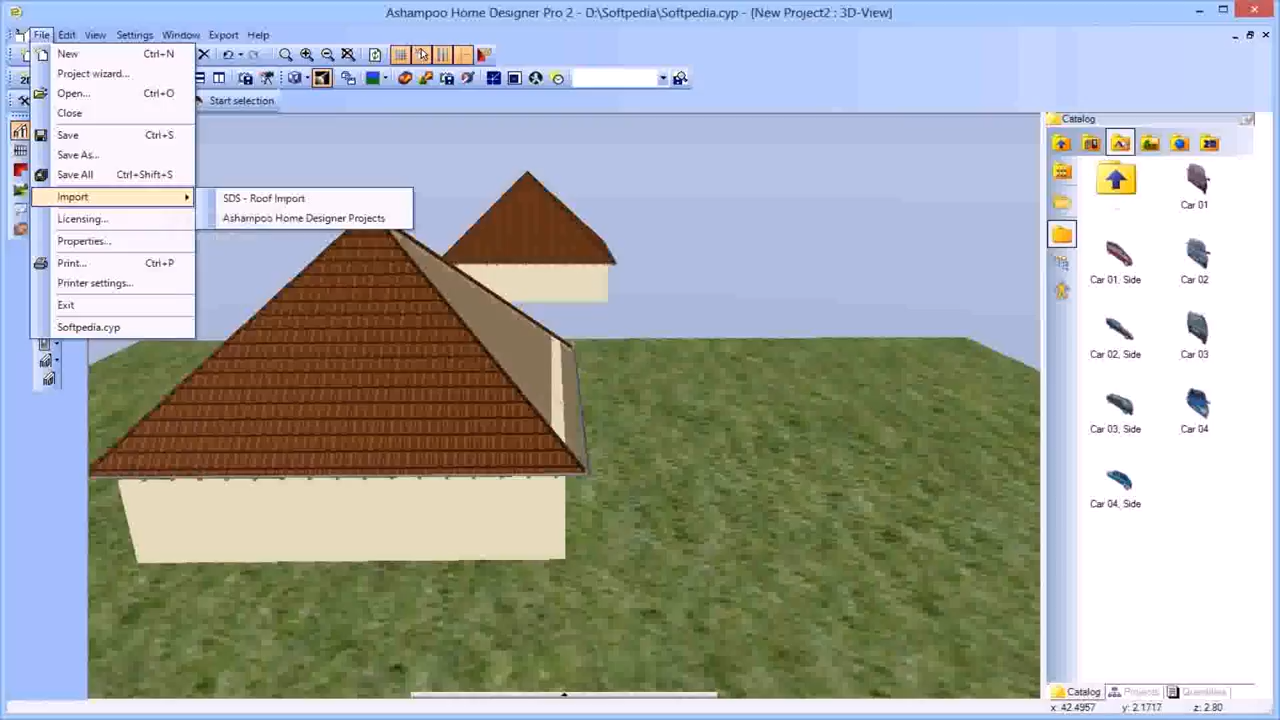 Ashampoo Home Designer Pro 2 - D:\Softpedia\Softpedia.cyp - [New Project2 : 3D-View]
File Edit View Settings Window Export Help
New Ctrl+N
Project wizard...
Open... Ctrl+O
Close
Save Ctrl+S
Save As...
Save All Ctrl+Shift+S
Import
Licensing...
Properties...
Print... Ctrl+P
Printer settings...
Exit
Softpedia.cyp
SDS - Roof Import
Ashampoo Home Designer Projects
Start selection
Catalog
Car 01
Car 01, Side
Car 02
Car 02, Side
Car 03
Car 03, Side
Car 04
Car 04, Side
Catalog Projects Quantities
x: 42.4957 y: 2.1717 z: 2.80